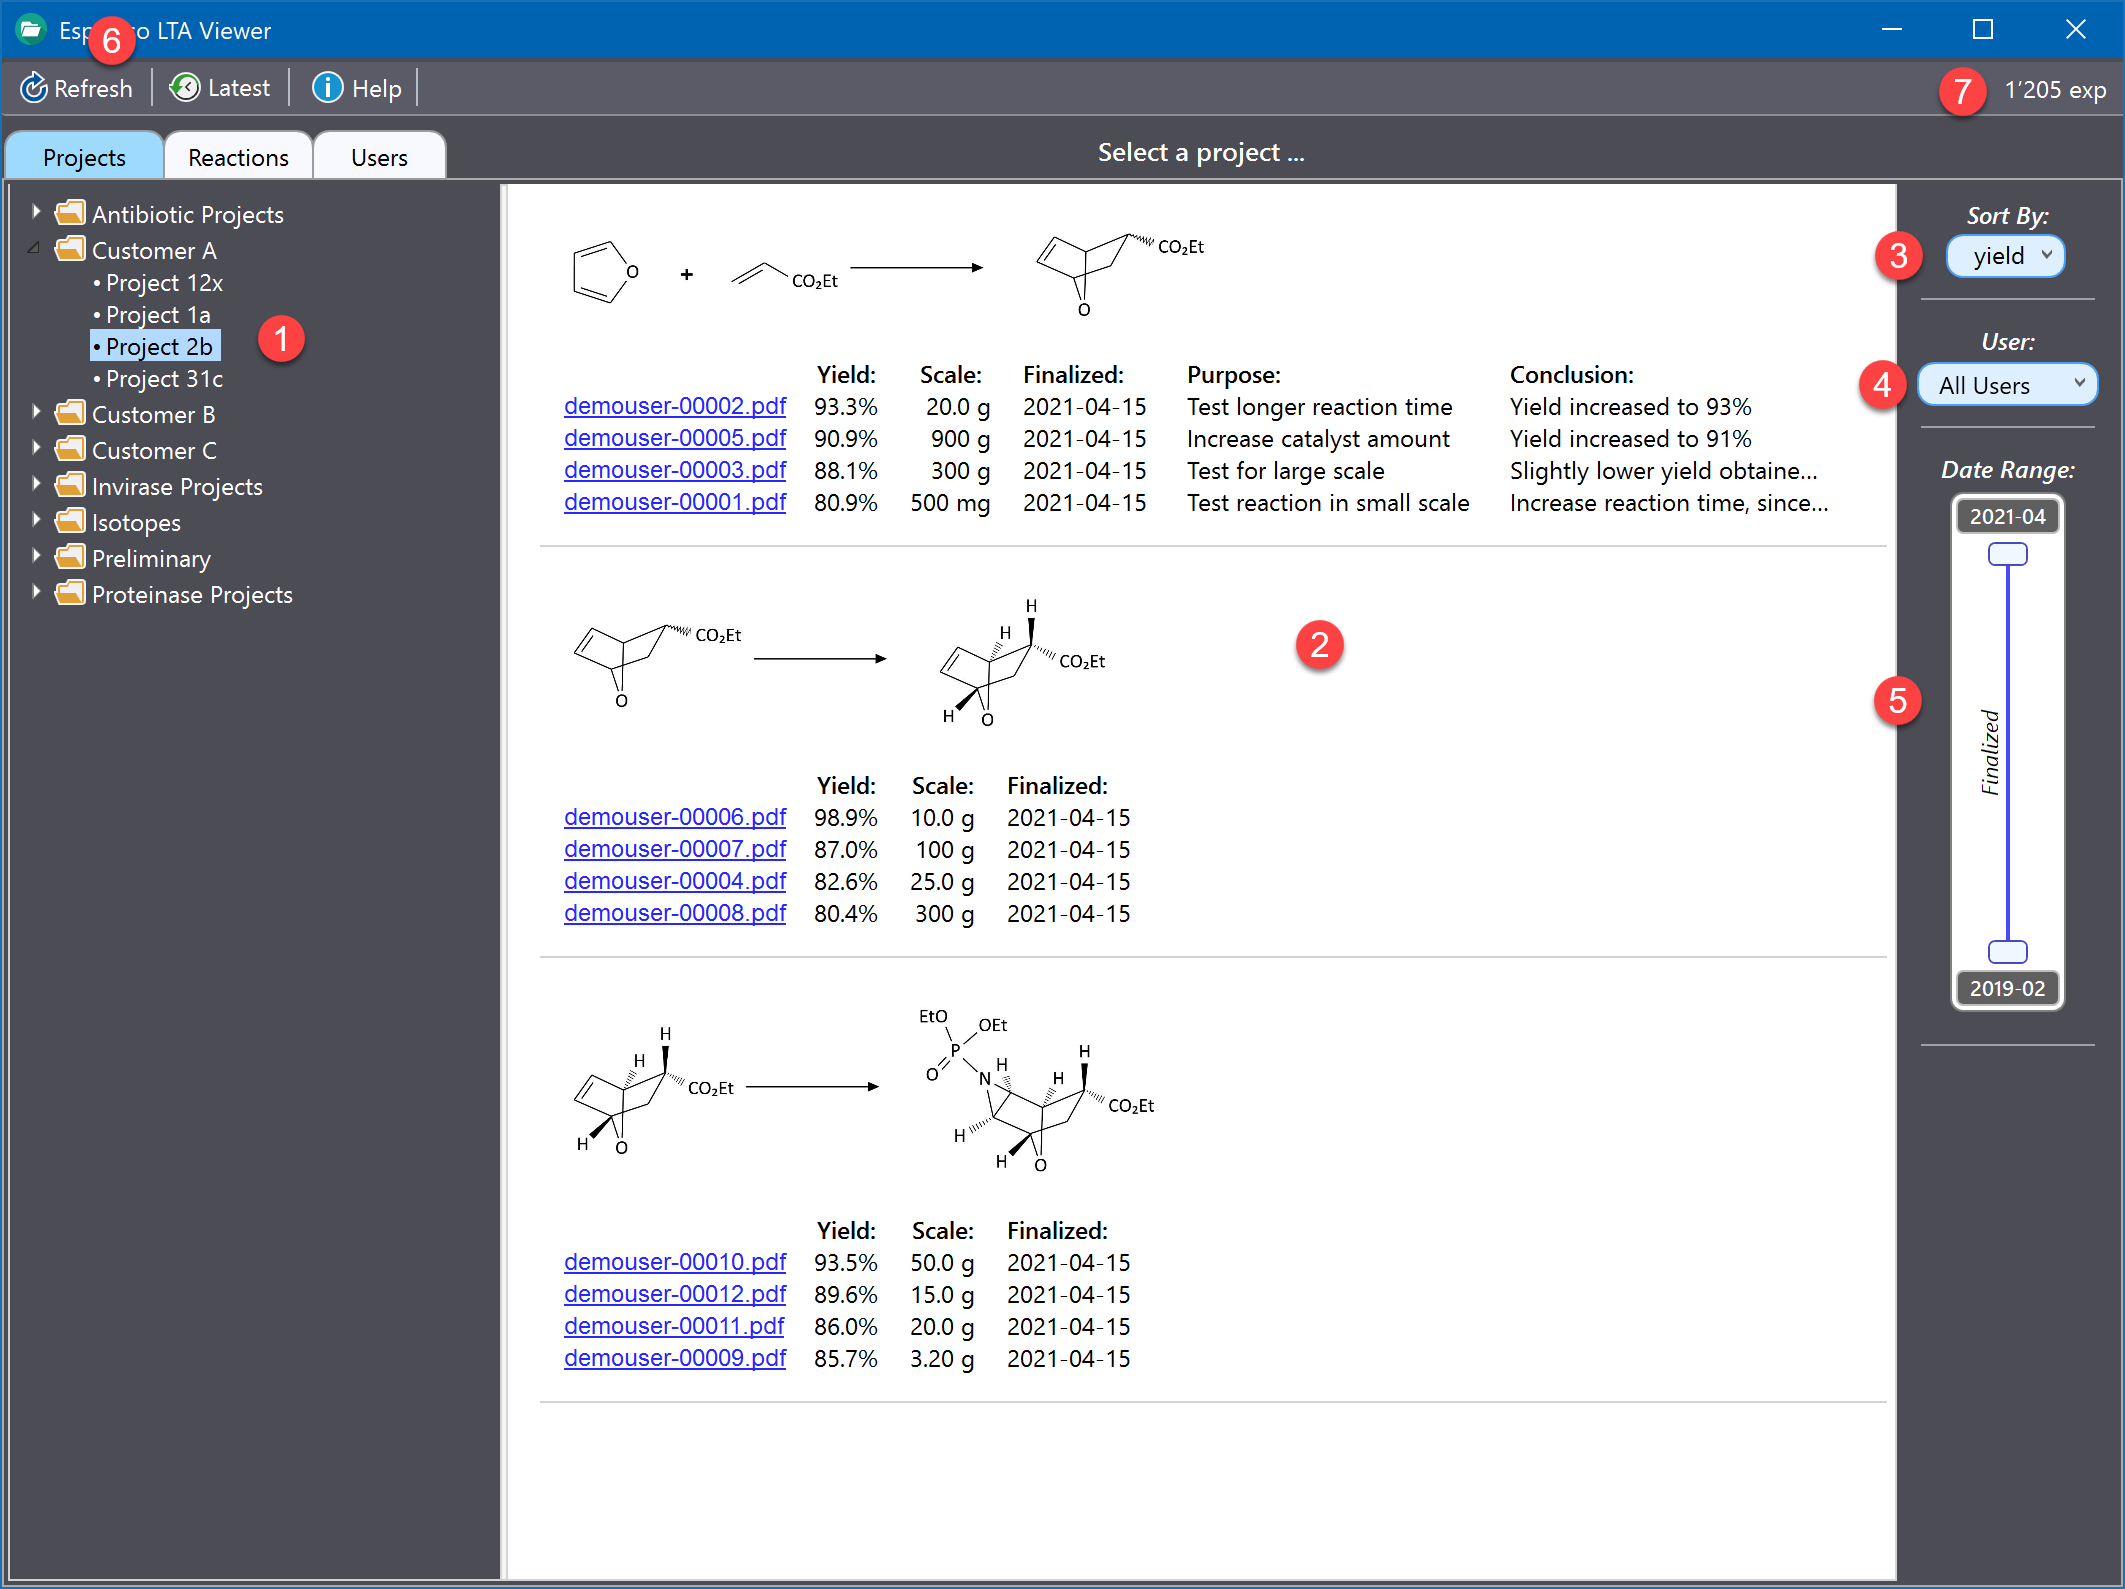 Esp o LTA Viewer
6
Refresh
Latest
Help
7
1'205 exp
Projects
Reactions
Users
Select a project ...
Antibiotic Projects
Customer A
• Project 12x
• Project 1a
• Project 2b
• Project 31c
Customer B
Customer C
Invirase Projects
Isotopes
Preliminary
Proteinase Projects
1
O
+
CO₂Et
CO₂Et
O
Yield: Scale: Finalized: Purpose: Conclusion:
demouser-00002.pdf 93.3% 20.0 g 2021-04-15 Test longer reaction time Yield increased to 93%
demouser-00005.pdf 90.9% 900 g 2021-04-15 Increase catalyst amount Yield increased to 91%
demouser-00003.pdf 88.1% 300 g 2021-04-15 Test for large scale Slightly lower yield obtaine...
demouser-00001.pdf 80.9% 500 mg 2021-04-15 Test reaction in small scale Increase reaction time, since...
CO₂Et
O
H
H
CO₂Et
H
O
2
Yield: Scale: Finalized:
demouser-00006.pdf 98.9% 10.0 g 2021-04-15
demouser-00007.pdf 87.0% 100 g 2021-04-15
demouser-00004.pdf 82.6% 25.0 g 2021-04-15
demouser-00008.pdf 80.4% 300 g 2021-04-15
H
H
CO₂Et
H
O
EtO
OEt
P
O
N
H
H
H
CO₂Et
H
H
O
Yield: Scale: Finalized:
demouser-00010.pdf 93.5% 50.0 g 2021-04-15
demouser-00012.pdf 89.6% 15.0 g 2021-04-15
demouser-00011.pdf 86.0% 20.0 g 2021-04-15
demouser-00009.pdf 85.7% 3.20 g 2021-04-15
Sort By:
3
yield
User:
4
All Users
Date Range:
2021-04
5
Finalized
2019-02